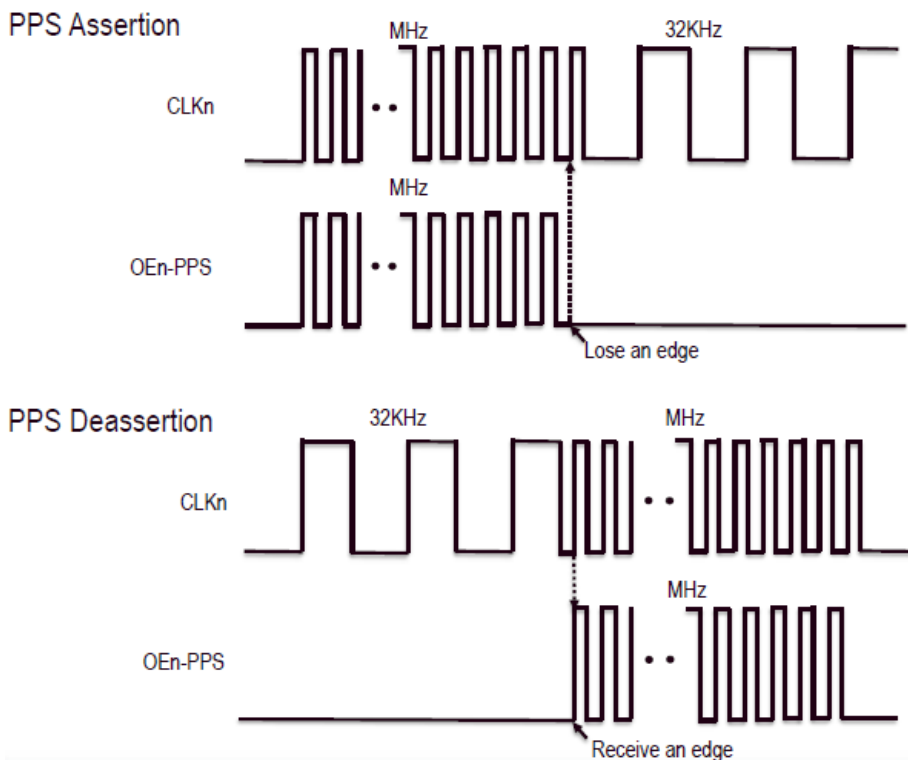 PPS Assertion
MHz
32KHz
CLKn
MHz
OEn-PPS
Lose an edge
PPS Deassertion
32KHz
MHz
CLKn
MHz
OEn-PPS
Receive an edge